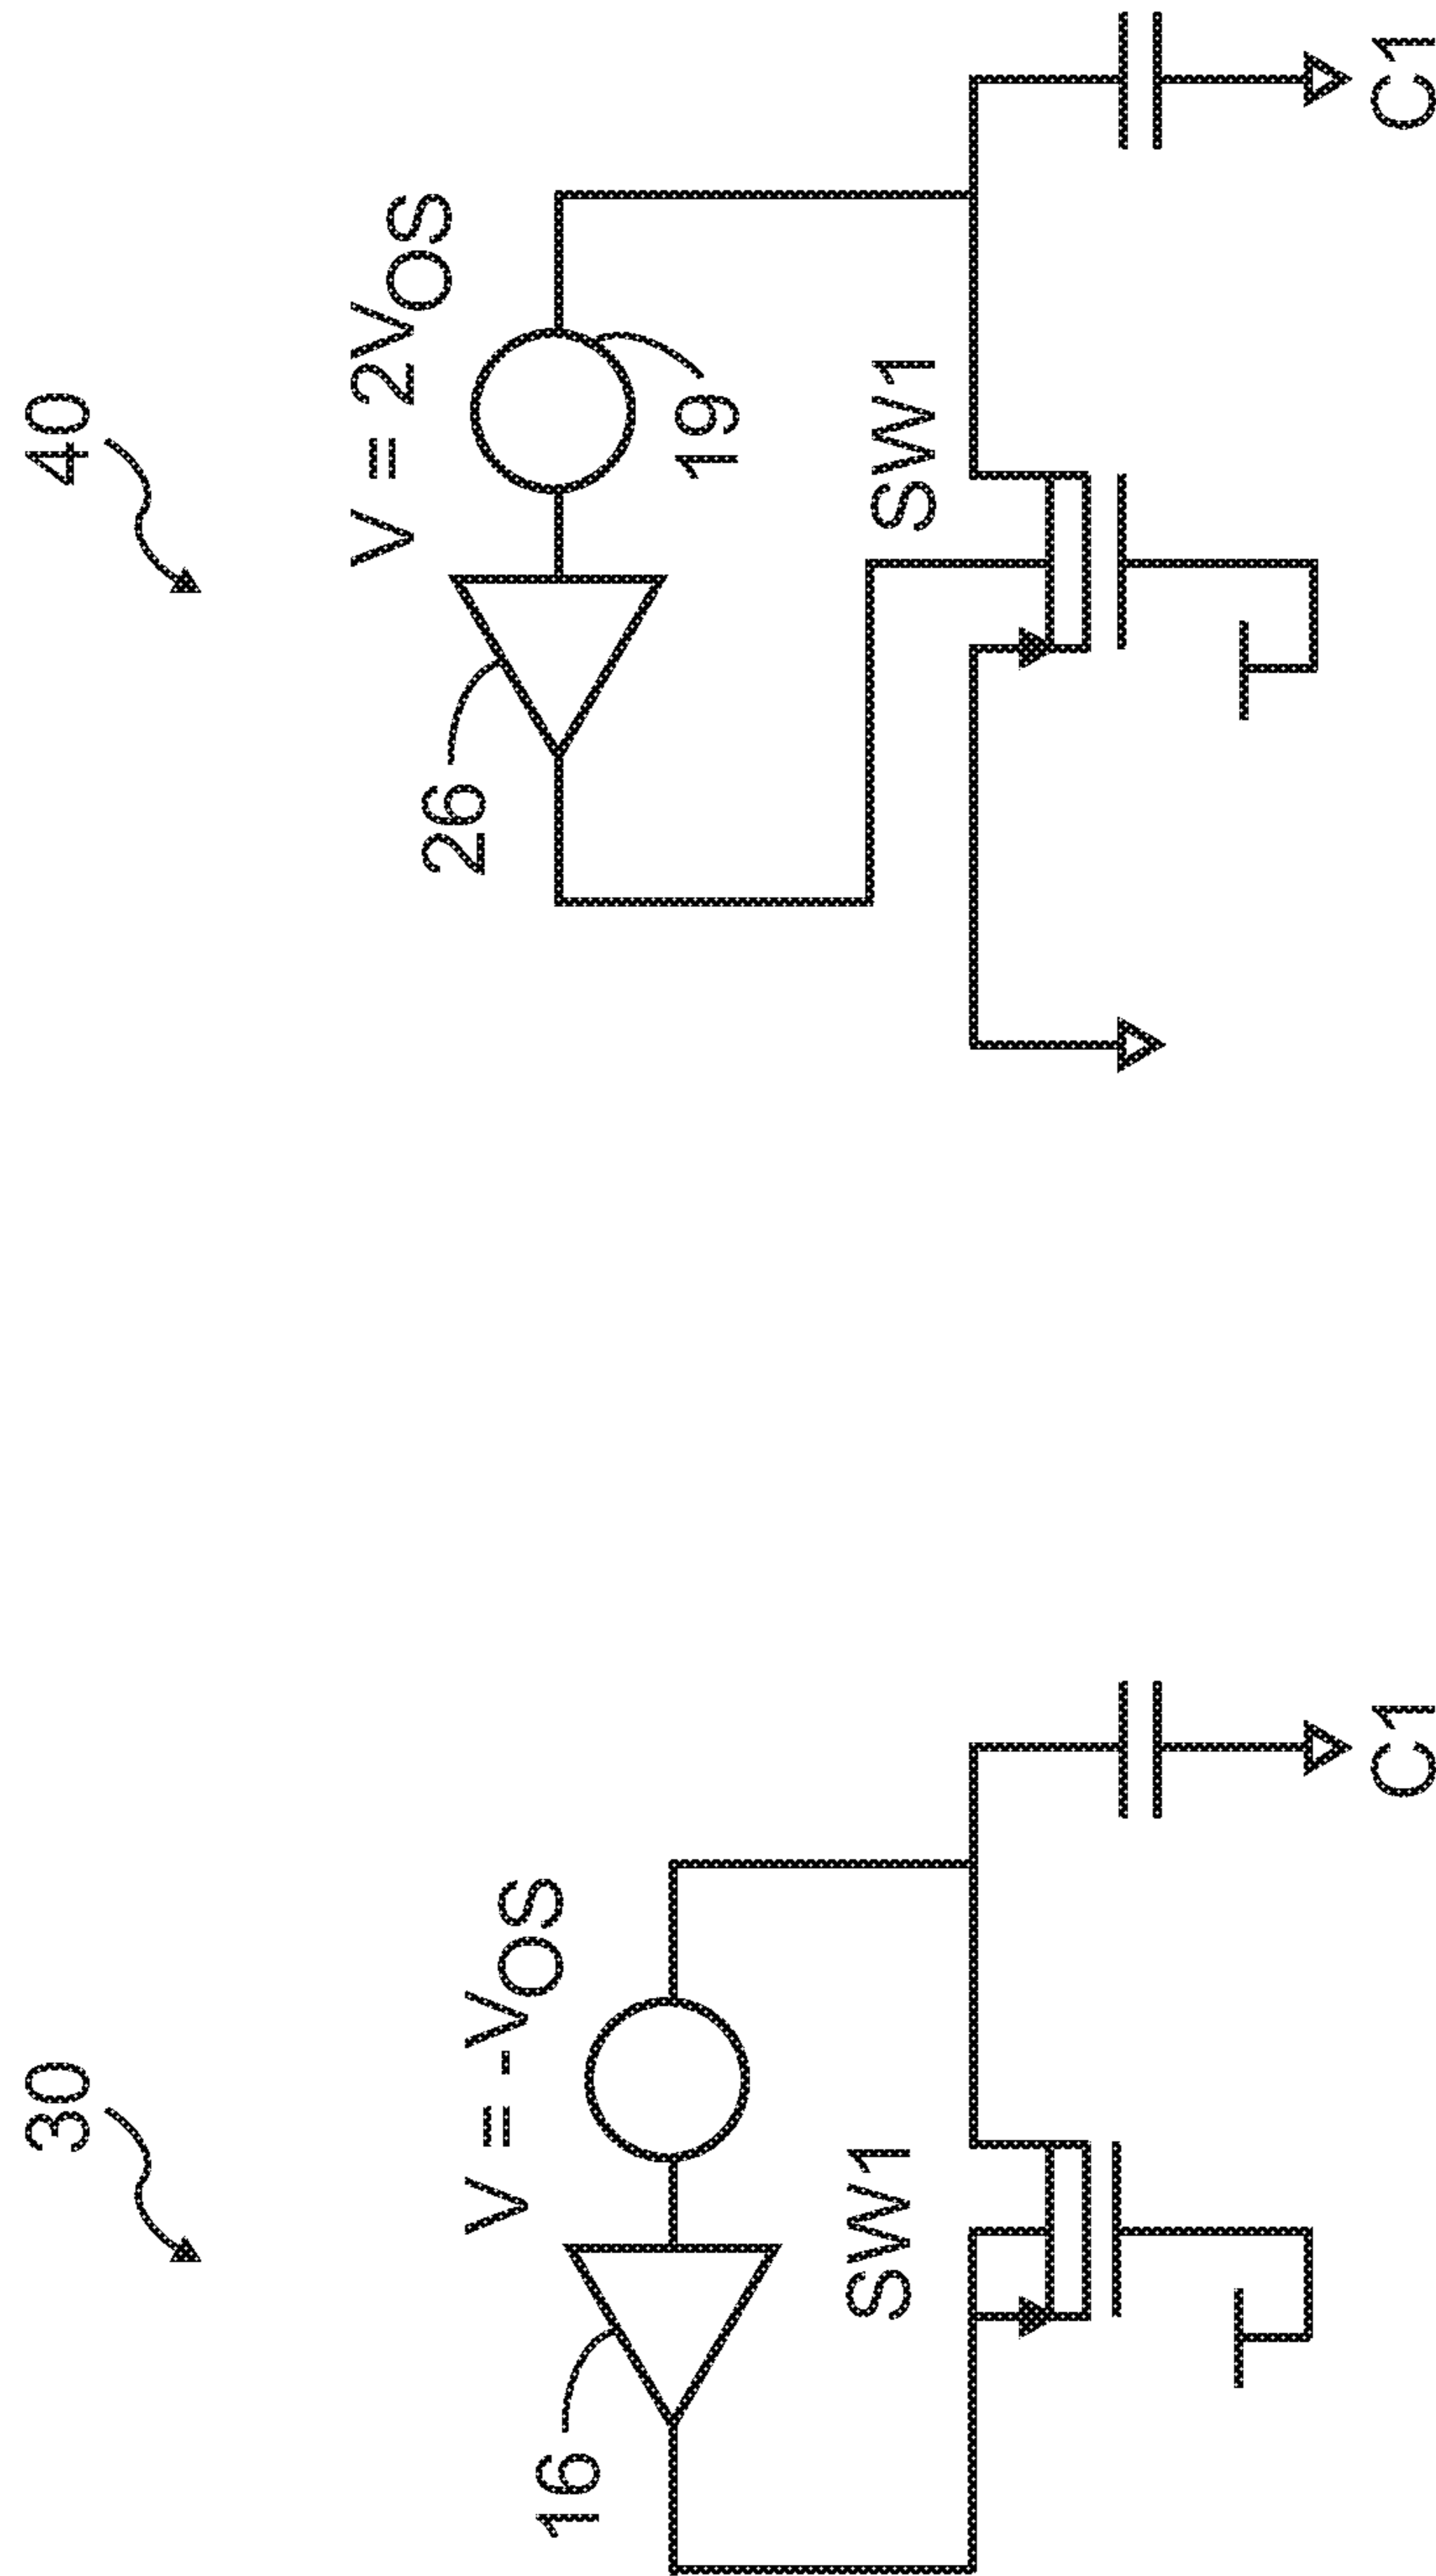 30
V = -VOS
16
SW1
C1
40
V = 2VOS
26
19
SW1
C1